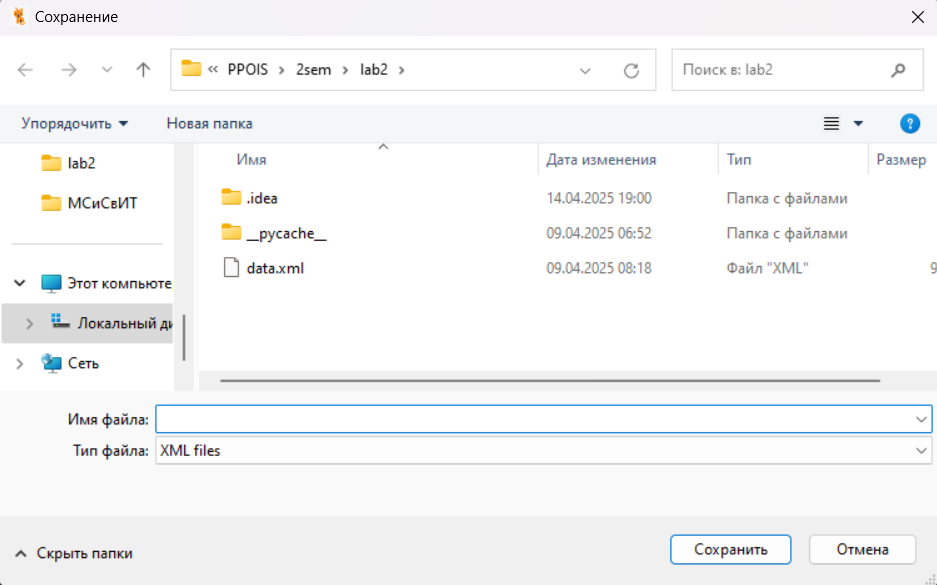 Сохранение
« PPOIS › 2sem › lab2 ›
Поиск в: lab2
Упорядочить
Новая папка
?
lab2
МСиСвИТ
Этот компьюте
Локальный ди
Сеть
Имя Дата изменения Тип Размер
.idea 14.04.2025 19:00 Папка с файлами
__pycache__ 09.04.2025 06:52 Папка с файлами
data.xml 09.04.2025 08:18 Файл "XML" 9
Имя файла:
Тип файла: XML files
Скрыть папки
Сохранить
Отмена